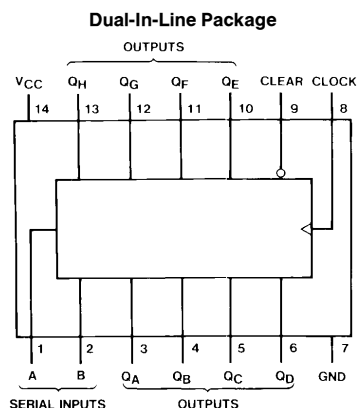 Dual-In-Line Package
OUTPUTS
VCC QH QG QF QE CLEAR CLOCK
14 13 12 11 10 9 8
1 2 3 4 5 6 7
A B QA QB QC QD GND
SERIAL INPUTS OUTPUTS